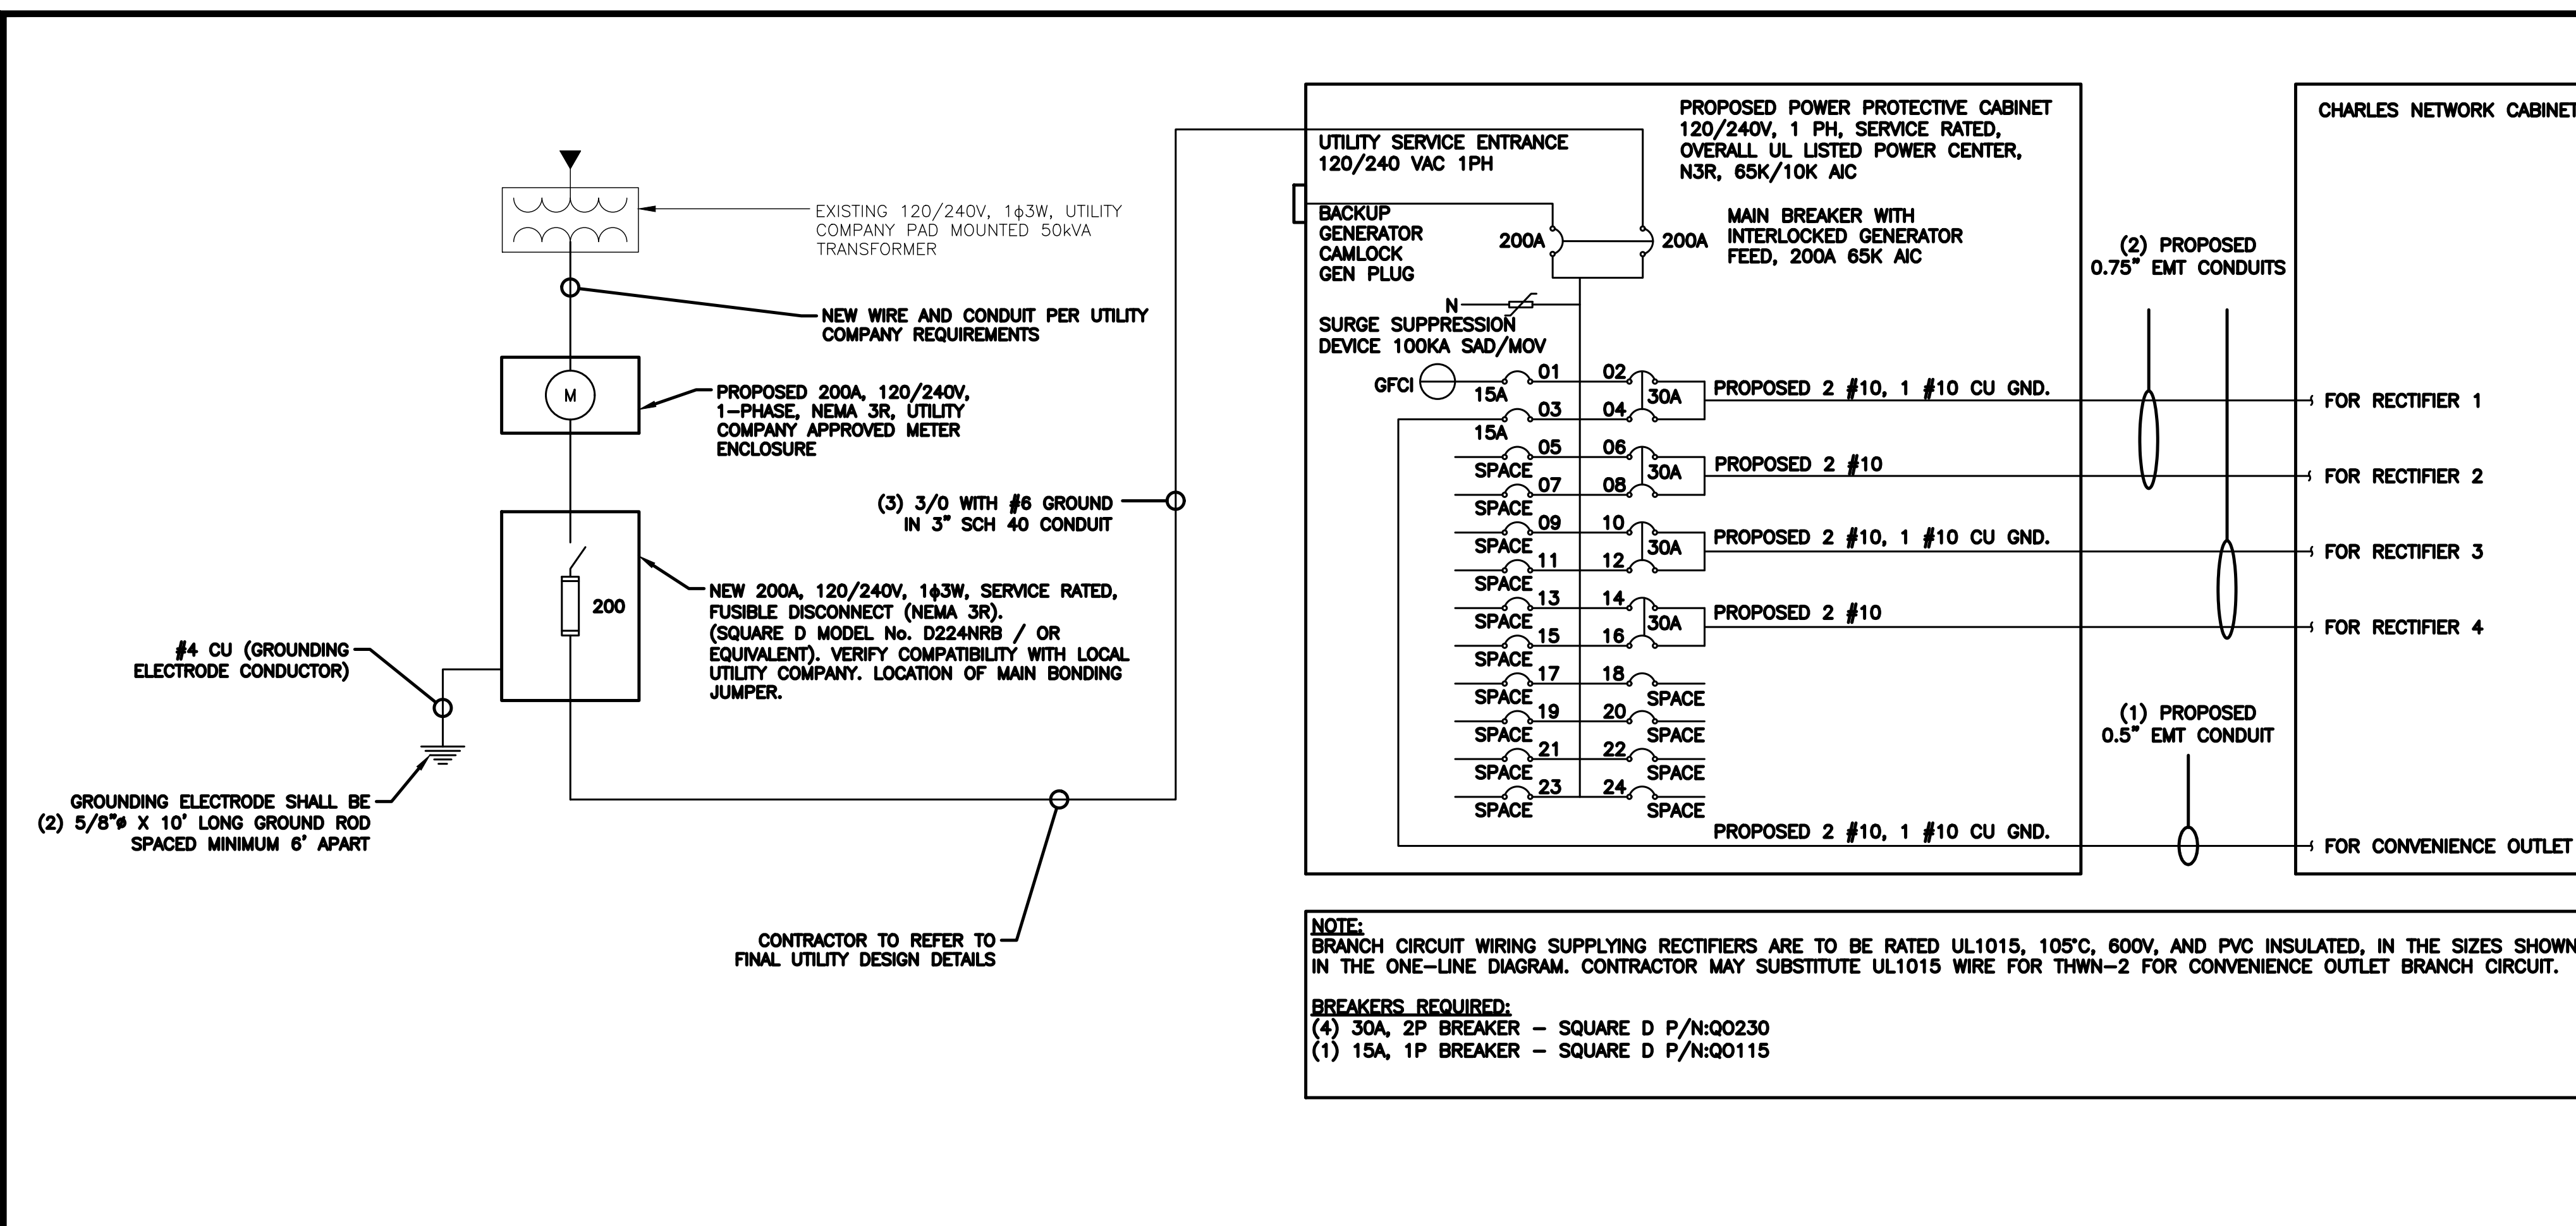 EXISTING 120/240V, 1ϕ3W, UTILITY
COMPANY PAD MOUNTED 50kVA
TRANSFORMER
NEW WIRE AND CONDUIT PER UTILITY
COMPANY REQUIREMENTS
M
PROPOSED 200A, 120/240V,
1-PHASE, NEMA 3R, UTILITY
COMPANY APPROVED METER
ENCLOSURE
(3) 3/0 WITH #6 GROUND
IN 3" SCH 40 CONDUIT
200
NEW 200A, 120/240V, 1ϕ3W, SERVICE RATED,
FUSIBLE DISCONNECT (NEMA 3R).
(SQUARE D MODEL No. D224NRB / OR
EQUIVALENT). VERIFY COMPATIBILITY WITH LOCAL
UTILITY COMPANY. LOCATION OF MAIN BONDING
JUMPER.
#4 CU (GROUNDING
ELECTRODE CONDUCTOR)
GROUNDING ELECTRODE SHALL BE
(2) 5/8"ø X 10' LONG GROUND ROD
SPACED MINIMUM 6' APART
CONTRACTOR TO REFER TO
FINAL UTILITY DESIGN DETAILS
UTILITY SERVICE ENTRANCE
120/240 VAC 1PH
PROPOSED POWER PROTECTIVE CABINET
120/240V, 1 PH, SERVICE RATED,
OVERALL UL LISTED POWER CENTER,
N3R, 65K/10K AIC
BACKUP
GENERATOR
CAMLOCK
GEN PLUG
200A
200A
MAIN BREAKER WITH
INTERLOCKED GENERATOR
FEED, 200A 65K AIC
N
SURGE SUPPRESSION
DEVICE 100KA SAD/MOV
GFCI
15A 01 02 30A PROPOSED 2 #10, 1 #10 CU GND.
15A 03 04
SPACE 05 06 30A PROPOSED 2 #10
SPACE 07 08
SPACE 09 10 30A PROPOSED 2 #10, 1 #10 CU GND.
SPACE 11 12
SPACE 13 14 30A PROPOSED 2 #10
SPACE 15 16
SPACE 17 18 SPACE
SPACE 19 20 SPACE
SPACE 21 22 SPACE
SPACE 23 24 SPACE
PROPOSED 2 #10, 1 #10 CU GND.
(2) PROPOSED
0.75" EMT CONDUITS
(1) PROPOSED
0.5" EMT CONDUIT
CHARLES NETWORK CABINET
FOR RECTIFIER 1
FOR RECTIFIER 2
FOR RECTIFIER 3
FOR RECTIFIER 4
FOR CONVENIENCE OUTLET
NOTE:
BRANCH CIRCUIT WIRING SUPPLYING RECTIFIERS ARE TO BE RATED UL1015, 105°C, 600V, AND PVC INSULATED, IN THE SIZES SHOWN
IN THE ONE-LINE DIAGRAM. CONTRACTOR MAY SUBSTITUTE UL1015 WIRE FOR THWN-2 FOR CONVENIENCE OUTLET BRANCH CIRCUIT.
BREAKERS REQUIRED:
(4) 30A, 2P BREAKER - SQUARE D P/N:QO230
(1) 15A, 1P BREAKER - SQUARE D P/N:QO115